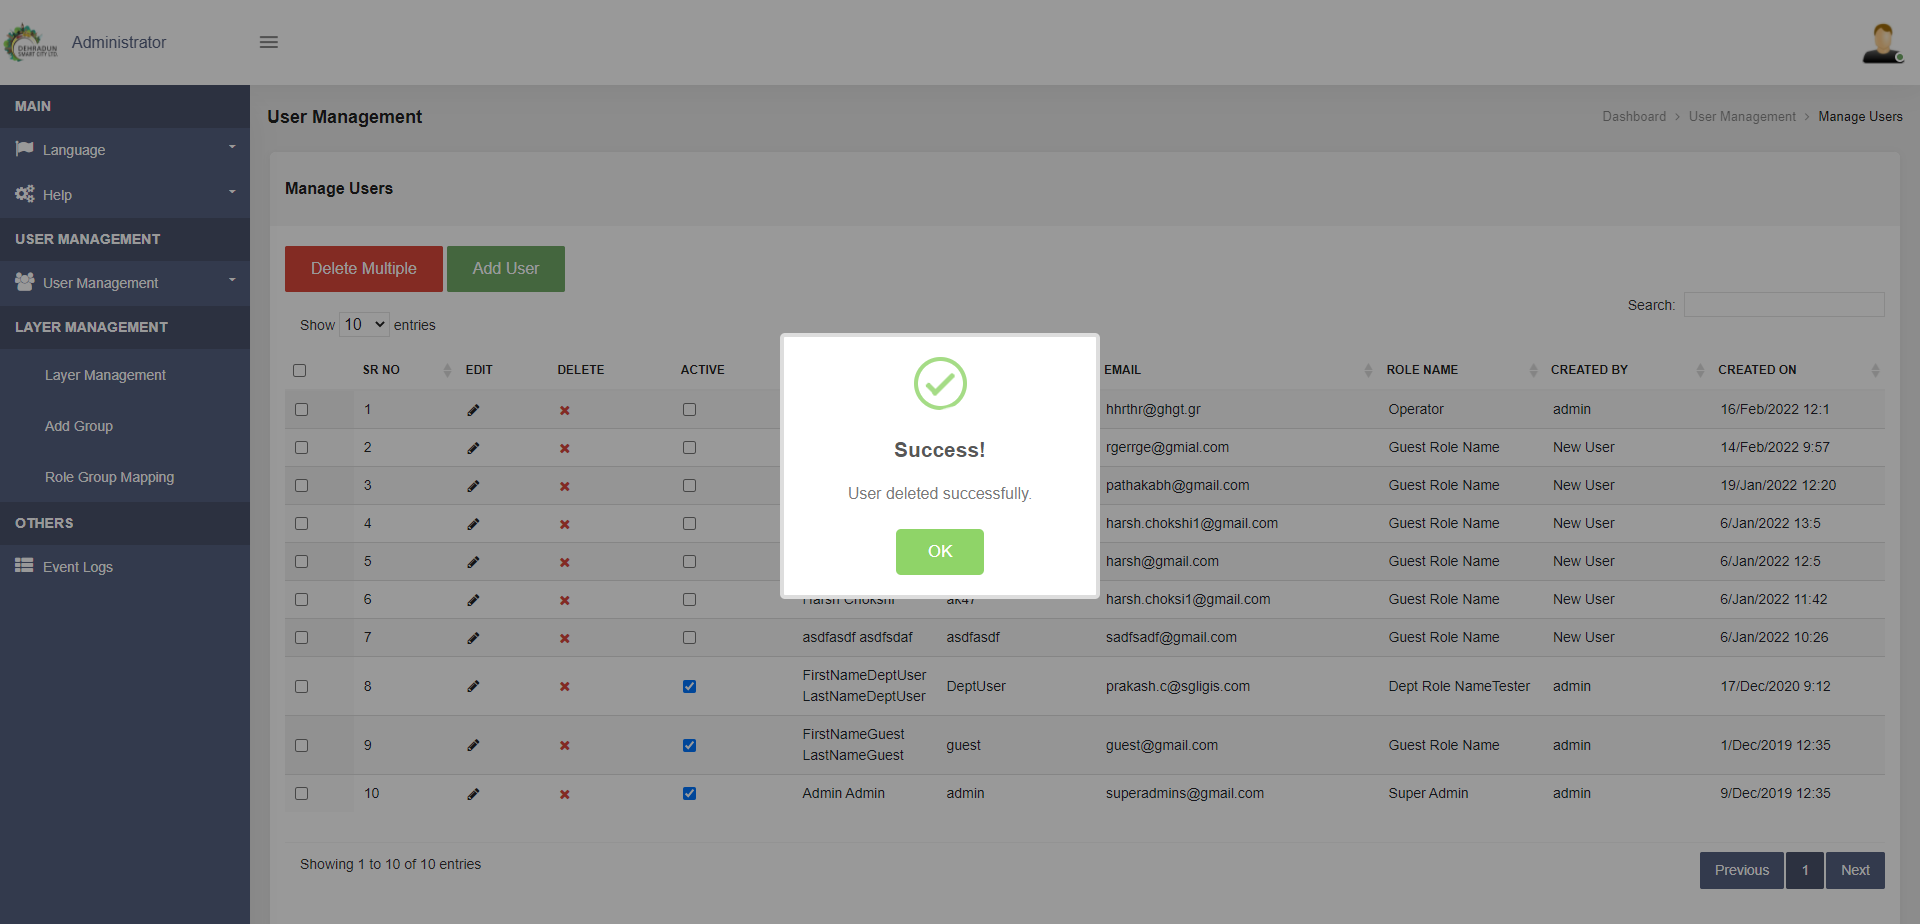 DEHRADUN
SMART CITY LTD.
Administrator
MAIN
Language
Help
USER MANAGEMENT
User Management
LAYER MANAGEMENT
Layer Management
Add Group
Role Group Mapping
OTHERS
Event Logs
User Management
Dashboard > User Management > Manage Users
Manage Users
Delete Multiple Add User
Search:
Show 10 entries
SR NO EDIT DELETE ACTIVE EMAIL ROLE NAME CREATED BY CREATED ON
1 hhrthr@ghgt.gr Operator admin 16/Feb/2022 12:1
2 rgerrge@gmial.com Guest Role Name New User 14/Feb/2022 9:57
3 pathakabh@gmail.com Guest Role Name New User 19/Jan/2022 12:20
4 harsh.chokshi1@gmail.com Guest Role Name New User 6/Jan/2022 13:5
5 harsh@gmail.com Guest Role Name New User 6/Jan/2022 12:5
6 Harsh Chokshi ak47 harsh.choksi1@gmail.com Guest Role Name New User 6/Jan/2022 11:42
7 asdfasdf asdfsdaf asdfasdf sadfsadf@gmail.com Guest Role Name New User 6/Jan/2022 10:26
8 FirstNameDeptUser LastNameDeptUser DeptUser prakash.c@sgligis.com Dept Role NameTester admin 17/Dec/2020 9:12
9 FirstNameGuest LastNameGuest guest guest@gmail.com Guest Role Name admin 1/Dec/2019 12:35
10 Admin Admin admin superadmins@gmail.com Super Admin admin 9/Dec/2019 12:35
Showing 1 to 10 of 10 entries
Previous 1 Next
Success!
User deleted successfully.
OK